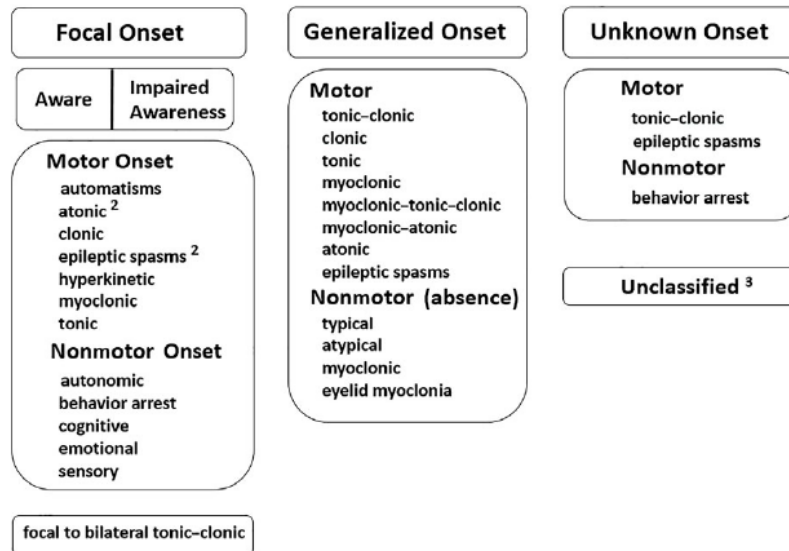 Focal Onset
Aware
Impaired
Awareness
Motor Onset
automatisms
atonic ²
clonic
epileptic spasms ²
hyperkinetic
myoclonic
tonic
Nonmotor Onset
autonomic
behavior arrest
cognitive
emotional
sensory
focal to bilateral tonic–clonic
Generalized Onset
Motor
tonic–clonic
clonic
tonic
myoclonic
myoclonic–tonic–clonic
myoclonic–atonic
atonic
epileptic spasms
Nonmotor (absence)
typical
atypical
myoclonic
eyelid myoclonia
Unknown Onset
Motor
tonic–clonic
epileptic spasms
Nonmotor
behavior arrest
Unclassified ³